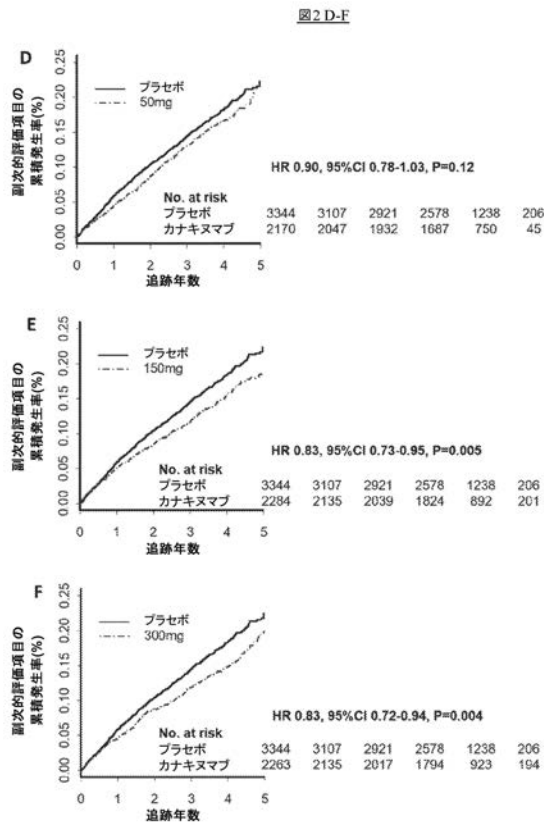 図2 D-F
D
副次的評価項目の
累積発生率(%)
0.00 0.05 0.10 0.15 0.20 0.25
プラセボ
50mg
HR 0.90, 95%CI 0.78-1.03, P=0.12
No. at risk
プラセボ 3344 3107 2921 2578 1238 206
カナキヌマブ 2170 2047 1932 1687 750 45
0 1 2 3 4 5
追跡年数
E
副次的評価項目の
累積発生率(%)
0.00 0.05 0.10 0.15 0.20 0.25
プラセボ
150mg
HR 0.83, 95%CI 0.73-0.95, P=0.005
No. at risk
プラセボ 3344 3107 2921 2578 1238 206
カナキヌマブ 2284 2135 2039 1824 892 201
0 1 2 3 4 5
追跡年数
F
副次的評価項目の
累積発生率(%)
0.00 0.05 0.10 0.15 0.20 0.25
プラセボ
300mg
HR 0.83, 95%CI 0.72-0.94, P=0.004
No. at risk
プラセボ 3344 3107 2921 2578 1238 206
カナキヌマブ 2263 2135 2017 1794 923 194
0 1 2 3 4 5
追跡年数